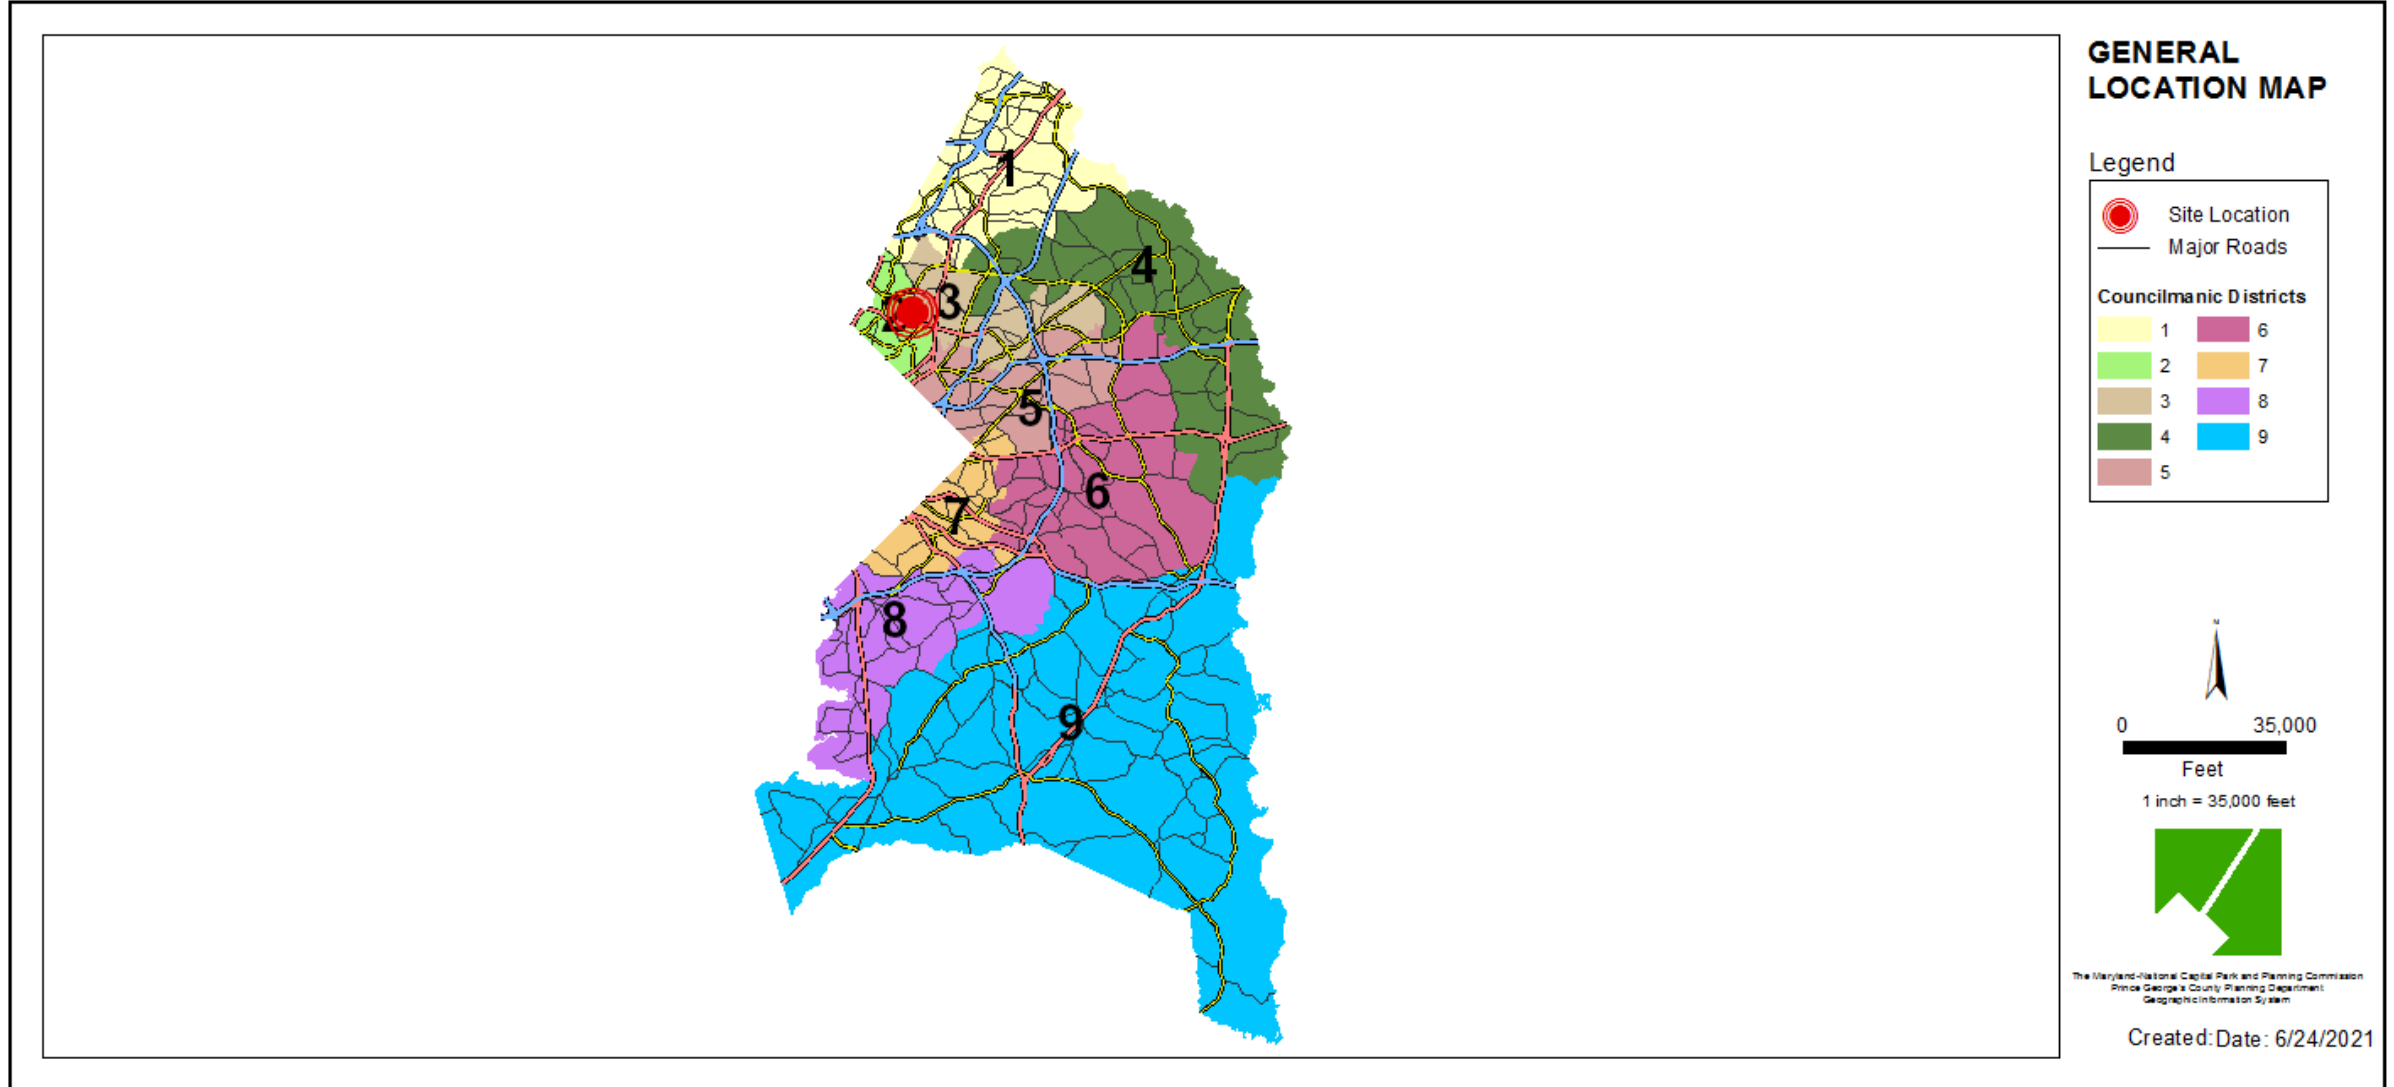 GENERAL
LOCATION MAP
Legend
Site Location
Major Roads
Councilmanic Districts
1 6
2 7
3 8
4 9
5
1
4
3
5
6
7
8
9
N
0 35,000
Feet
1 inch = 35,000 feet
The Maryland-National Capital Park and Planning Commission
Prince George's County Planning Department
Geographic Information System
Created: Date: 6/24/2021